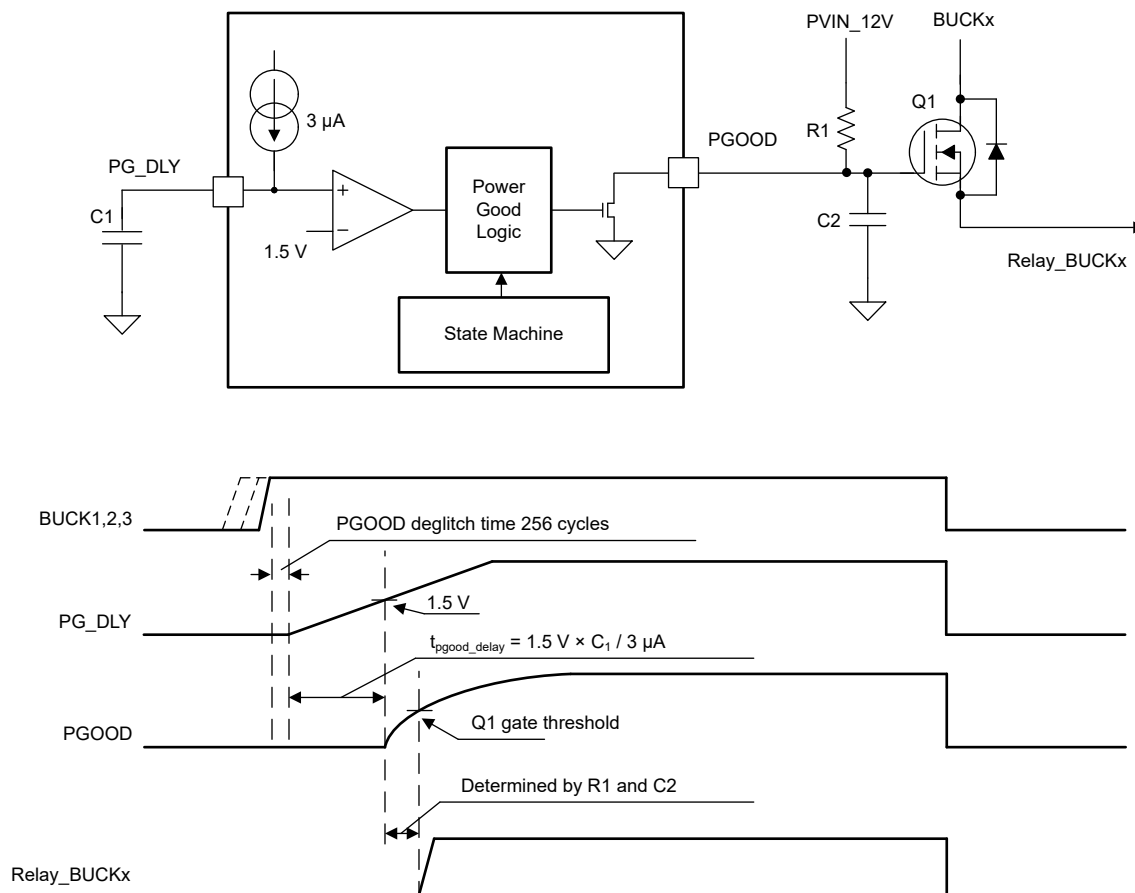 PVIN_12V
BUCKx
Q1
3 µA
R1
PGOOD
PG_DLY
+
Power
Good
Logic
C1
C2
−
1.5 V
Relay_BUCKx
State Machine
BUCK1,2,3
PGOOD deglitch time 256 cycles
1.5 V
PG_DLY
tpgood_delay = 1.5 V × C1 / 3 µA
Q1 gate threshold
PGOOD
Determined by R1 and C2
Relay_BUCKx